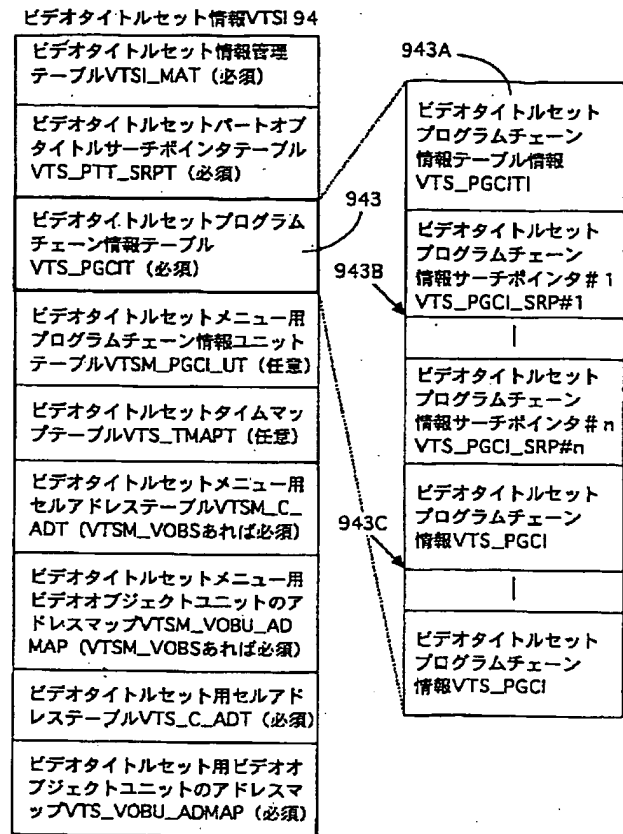 ビデオタイトルセット情報VTSI 94
ビデオタイトルセット情報管理
テーブルVTSI_MAT（必須）
ビデオタイトルセットパートオブ
タイトルサーチポインタテーブル
VTS_PTT_SRPT（必須）
ビデオタイトルセットプログラム
チェーン情報テーブル
VTS_PGCIT（必須）
ビデオタイトルセットメニュー用
プログラムチェーン情報ユニット
テーブルVTSM_PGCI_UT（任意）
ビデオタイトルセットタイムマッ
プテーブルVTS_TMAPT（任意）
ビデオタイトルセットメニュー用
セルアドレステーブルVTSM_C_
ADT（VTSM_VOBSあれば必須）
ビデオタイトルセットメニュー用
ビデオオブジェクトユニットのア
ドレスマップVTSM_VOBU_AD
MAP（VTSM_VOBSあれば必須）
ビデオタイトルセット用セルアド
レステーブルVTS_C_ADT（必須）
ビデオタイトルセット用ビデオオ
ブジェクトユニットのアドレスマ
ップVTS_VOBU_ADMAP（必須）
943
943A
ビデオタイトルセット
プログラムチェーン
情報テーブル情報
VTS_PGCITI
ビデオタイトルセット
プログラムチェーン
情報サーチポインタ＃1
VTS_PGCI_SRP#1
943B
ビデオタイトルセット
プログラムチェーン
情報サーチポインタ＃n
VTS_PGCI_SRP#n
ビデオタイトルセット
プログラムチェーン
情報VTS_PGCI
943C
ビデオタイトルセット
プログラムチェーン
情報VTS_PGCI